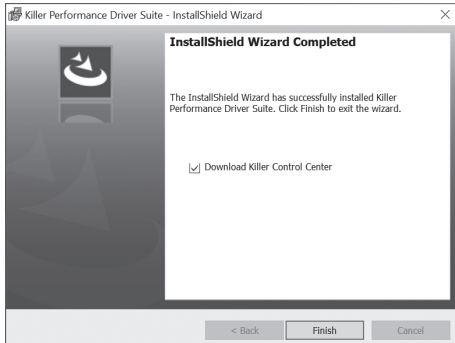 Killer Performance Driver Suite - InstallShield Wizard
InstallShield Wizard Completed
The InstallShield Wizard has successfully installed Killer
Performance Driver Suite. Click Finish to exit the wizard.
Download Killer Control Center
< Back Finish Cancel